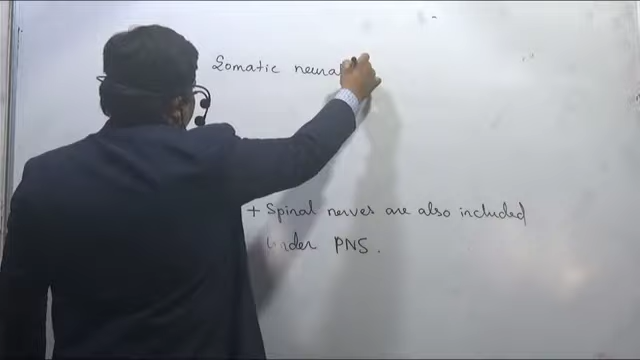 Somatic neura
+ Spinal nerves are also included
under PNS.